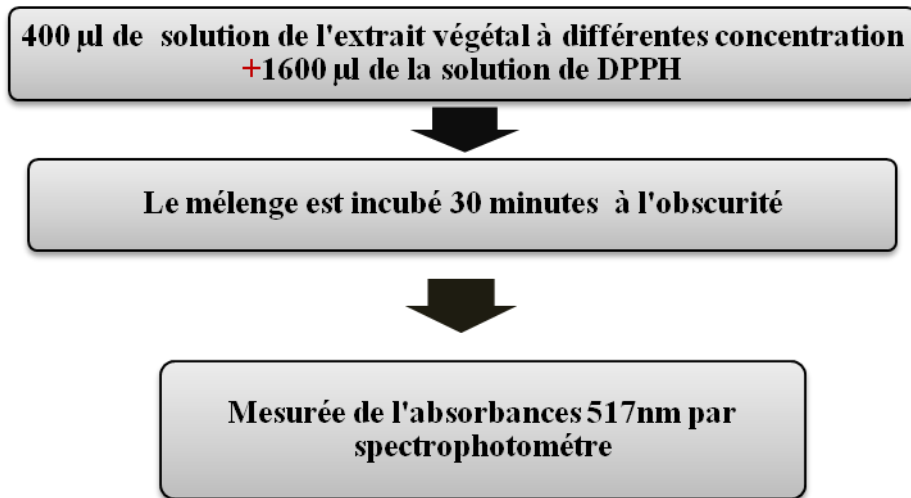 400 µl de solution de l'extrait végétal à différentes concentration
+1600 µl de la solution de DPPH
Le mélenge est incubé 30 minutes à l'obscurité
Mesurée de l'absorbances 517nm par
spectrophotométre